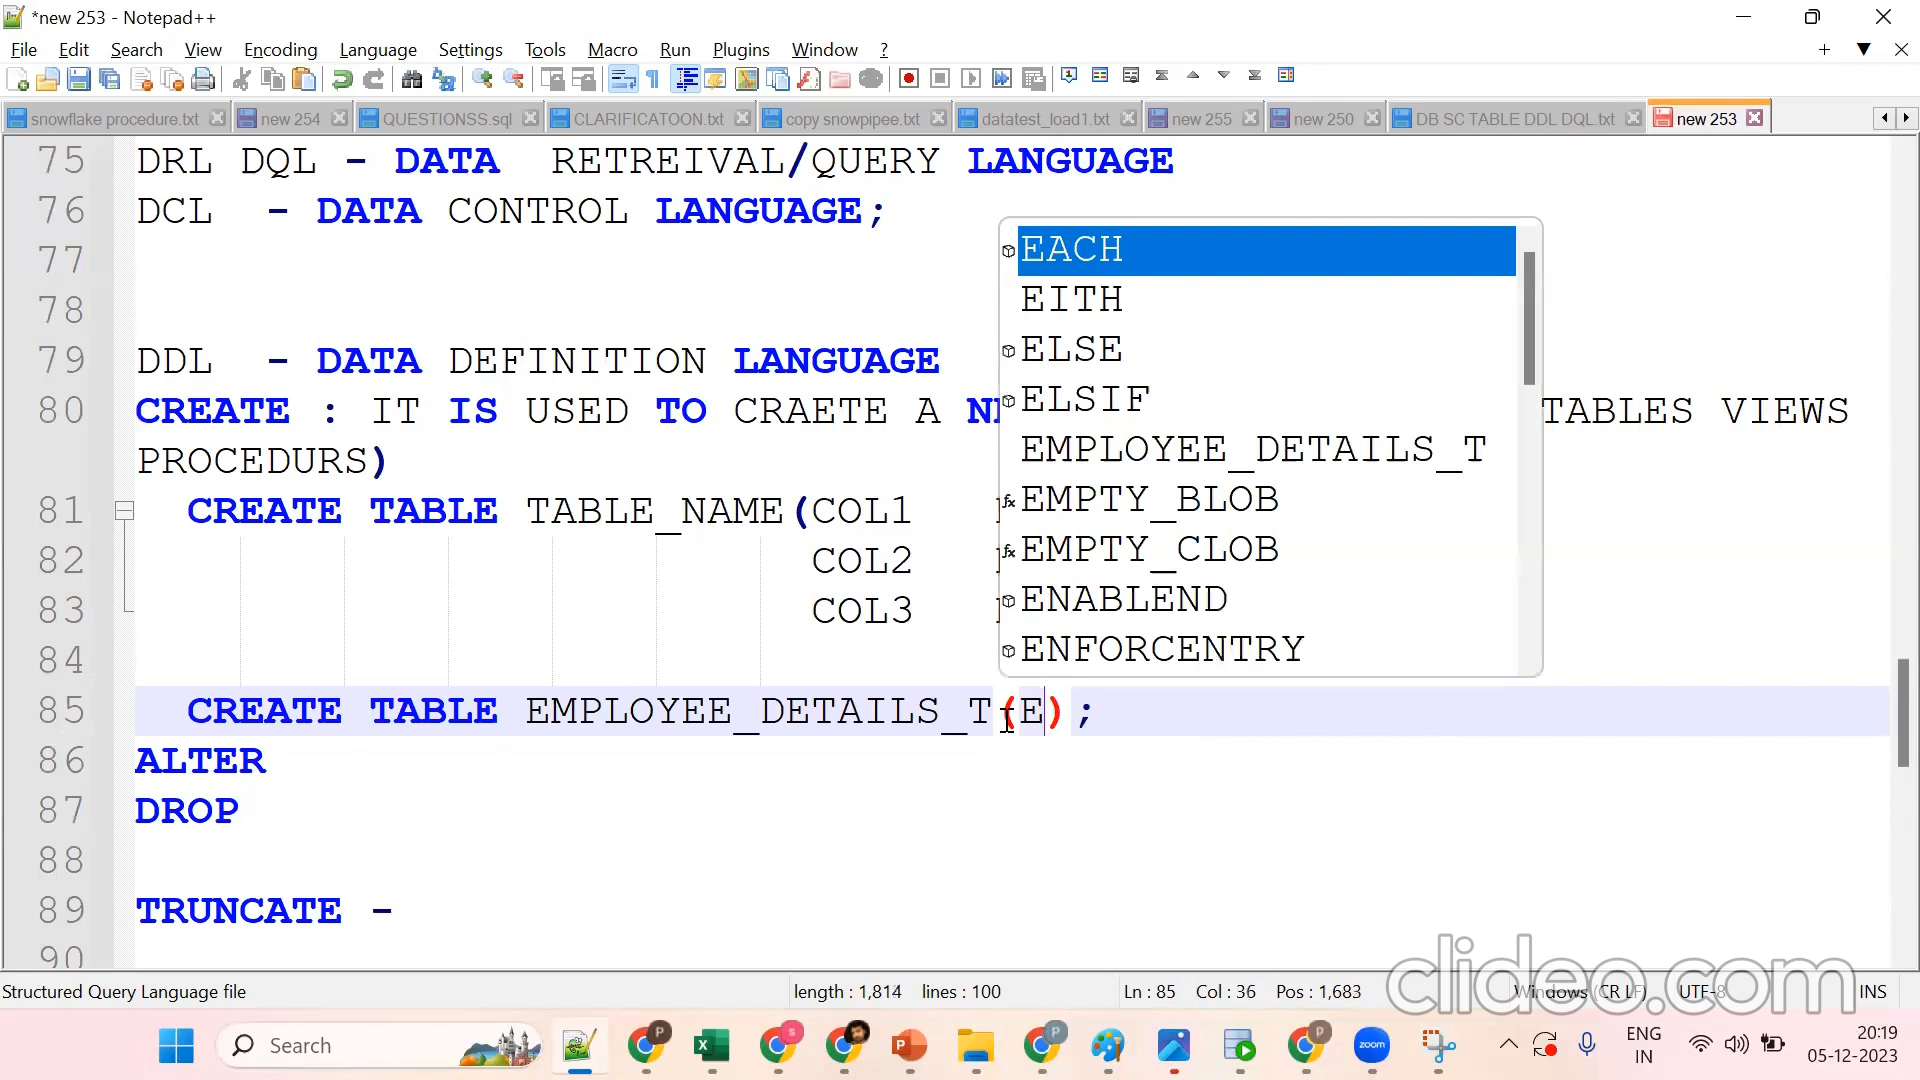 *new 253 - Notepad++
File Edit Search View Encoding Language Settings Tools Macro Run Plugins Window ?
snowflake procedure.txt new 254 QUESTIONSS.sql CLARIFICATOON.txt copy snowpipee.txt datatest_load1.txt new 255 new 250 DB SC TABLE DDL DQL.txt new 253
75 DRL DQL - DATA RETREIVAL/QUERY LANGUAGE
76 DCL - DATA CONTROL LANGUAGE;
77
78
79 DDL - DATA DEFINITION LANGUAGE
80 CREATE : IT IS USED TO CRAETE A TABLES VIEWS
PROCEDURS)
81 CREATE TABLE TABLE_NAME(COL1
82 COL2
83 COL3
84
85 CREATE TABLE EMPLOYEE_DETAILS_T(E);
86 ALTER
87 DROP
88
89 TRUNCATE -
90
EACH
EITH
ELSE
ELSIF
EMPLOYEE_DETAILS_T
EMPTY_BLOB
EMPTY_CLOB
ENABLEND
ENFORCENTRY
Structured Query Language file length : 1,814 lines : 100 Ln : 85 Col : 36 Pos : 1,683 Windows (CR LF) UTF-8 INS
clideo.com
Search zoom ENG 20:19
IN 05-12-2023